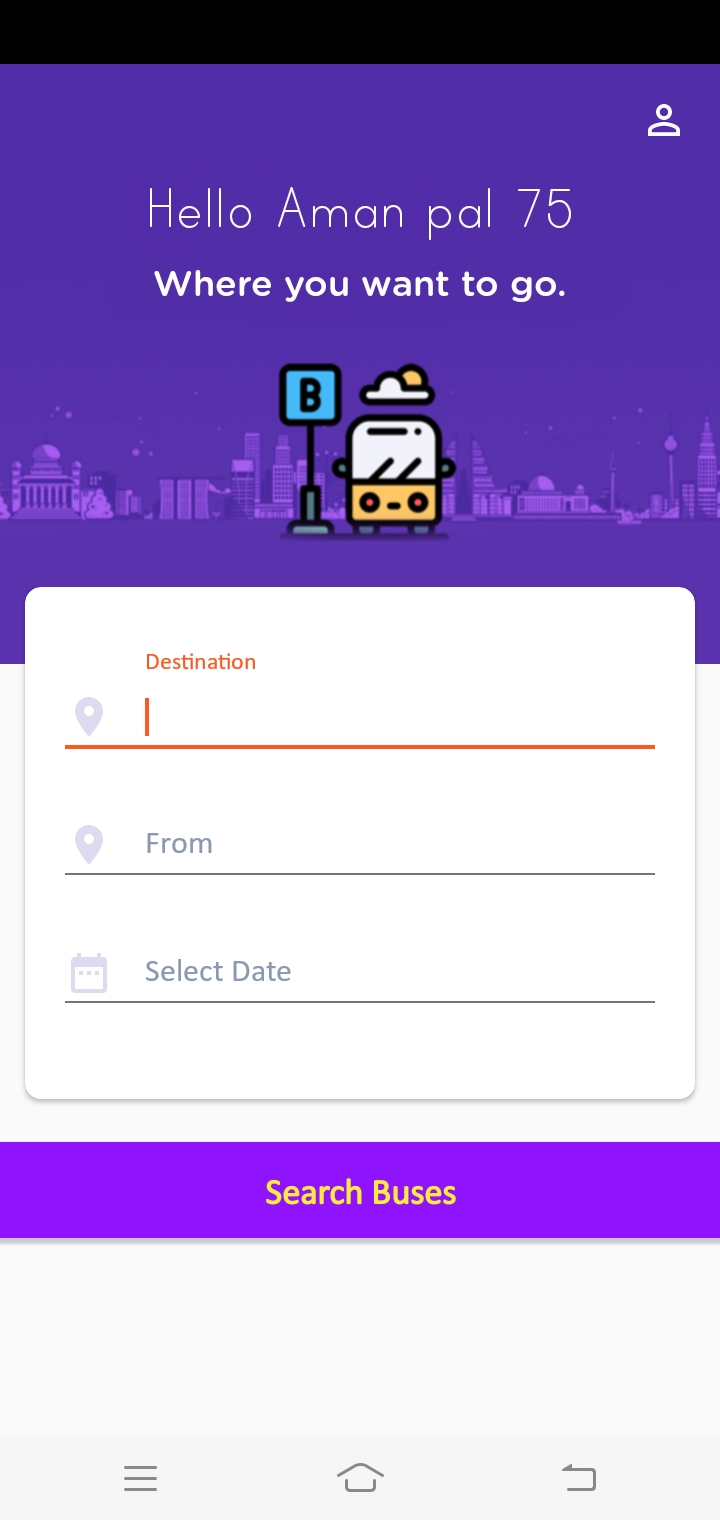 Hello Aman pal 75
Where you want to go.
B
Destination
From
Select Date
Search Buses